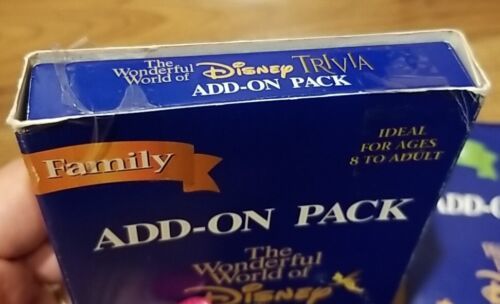 The
Wonderful
World of
Disney TRIVIA
ADD-ON PACK
Family
IDEAL
FOR AGES
8 TO ADULT
ADD-ON PACK
The
Wonderful
World of
Disney
ADD-O